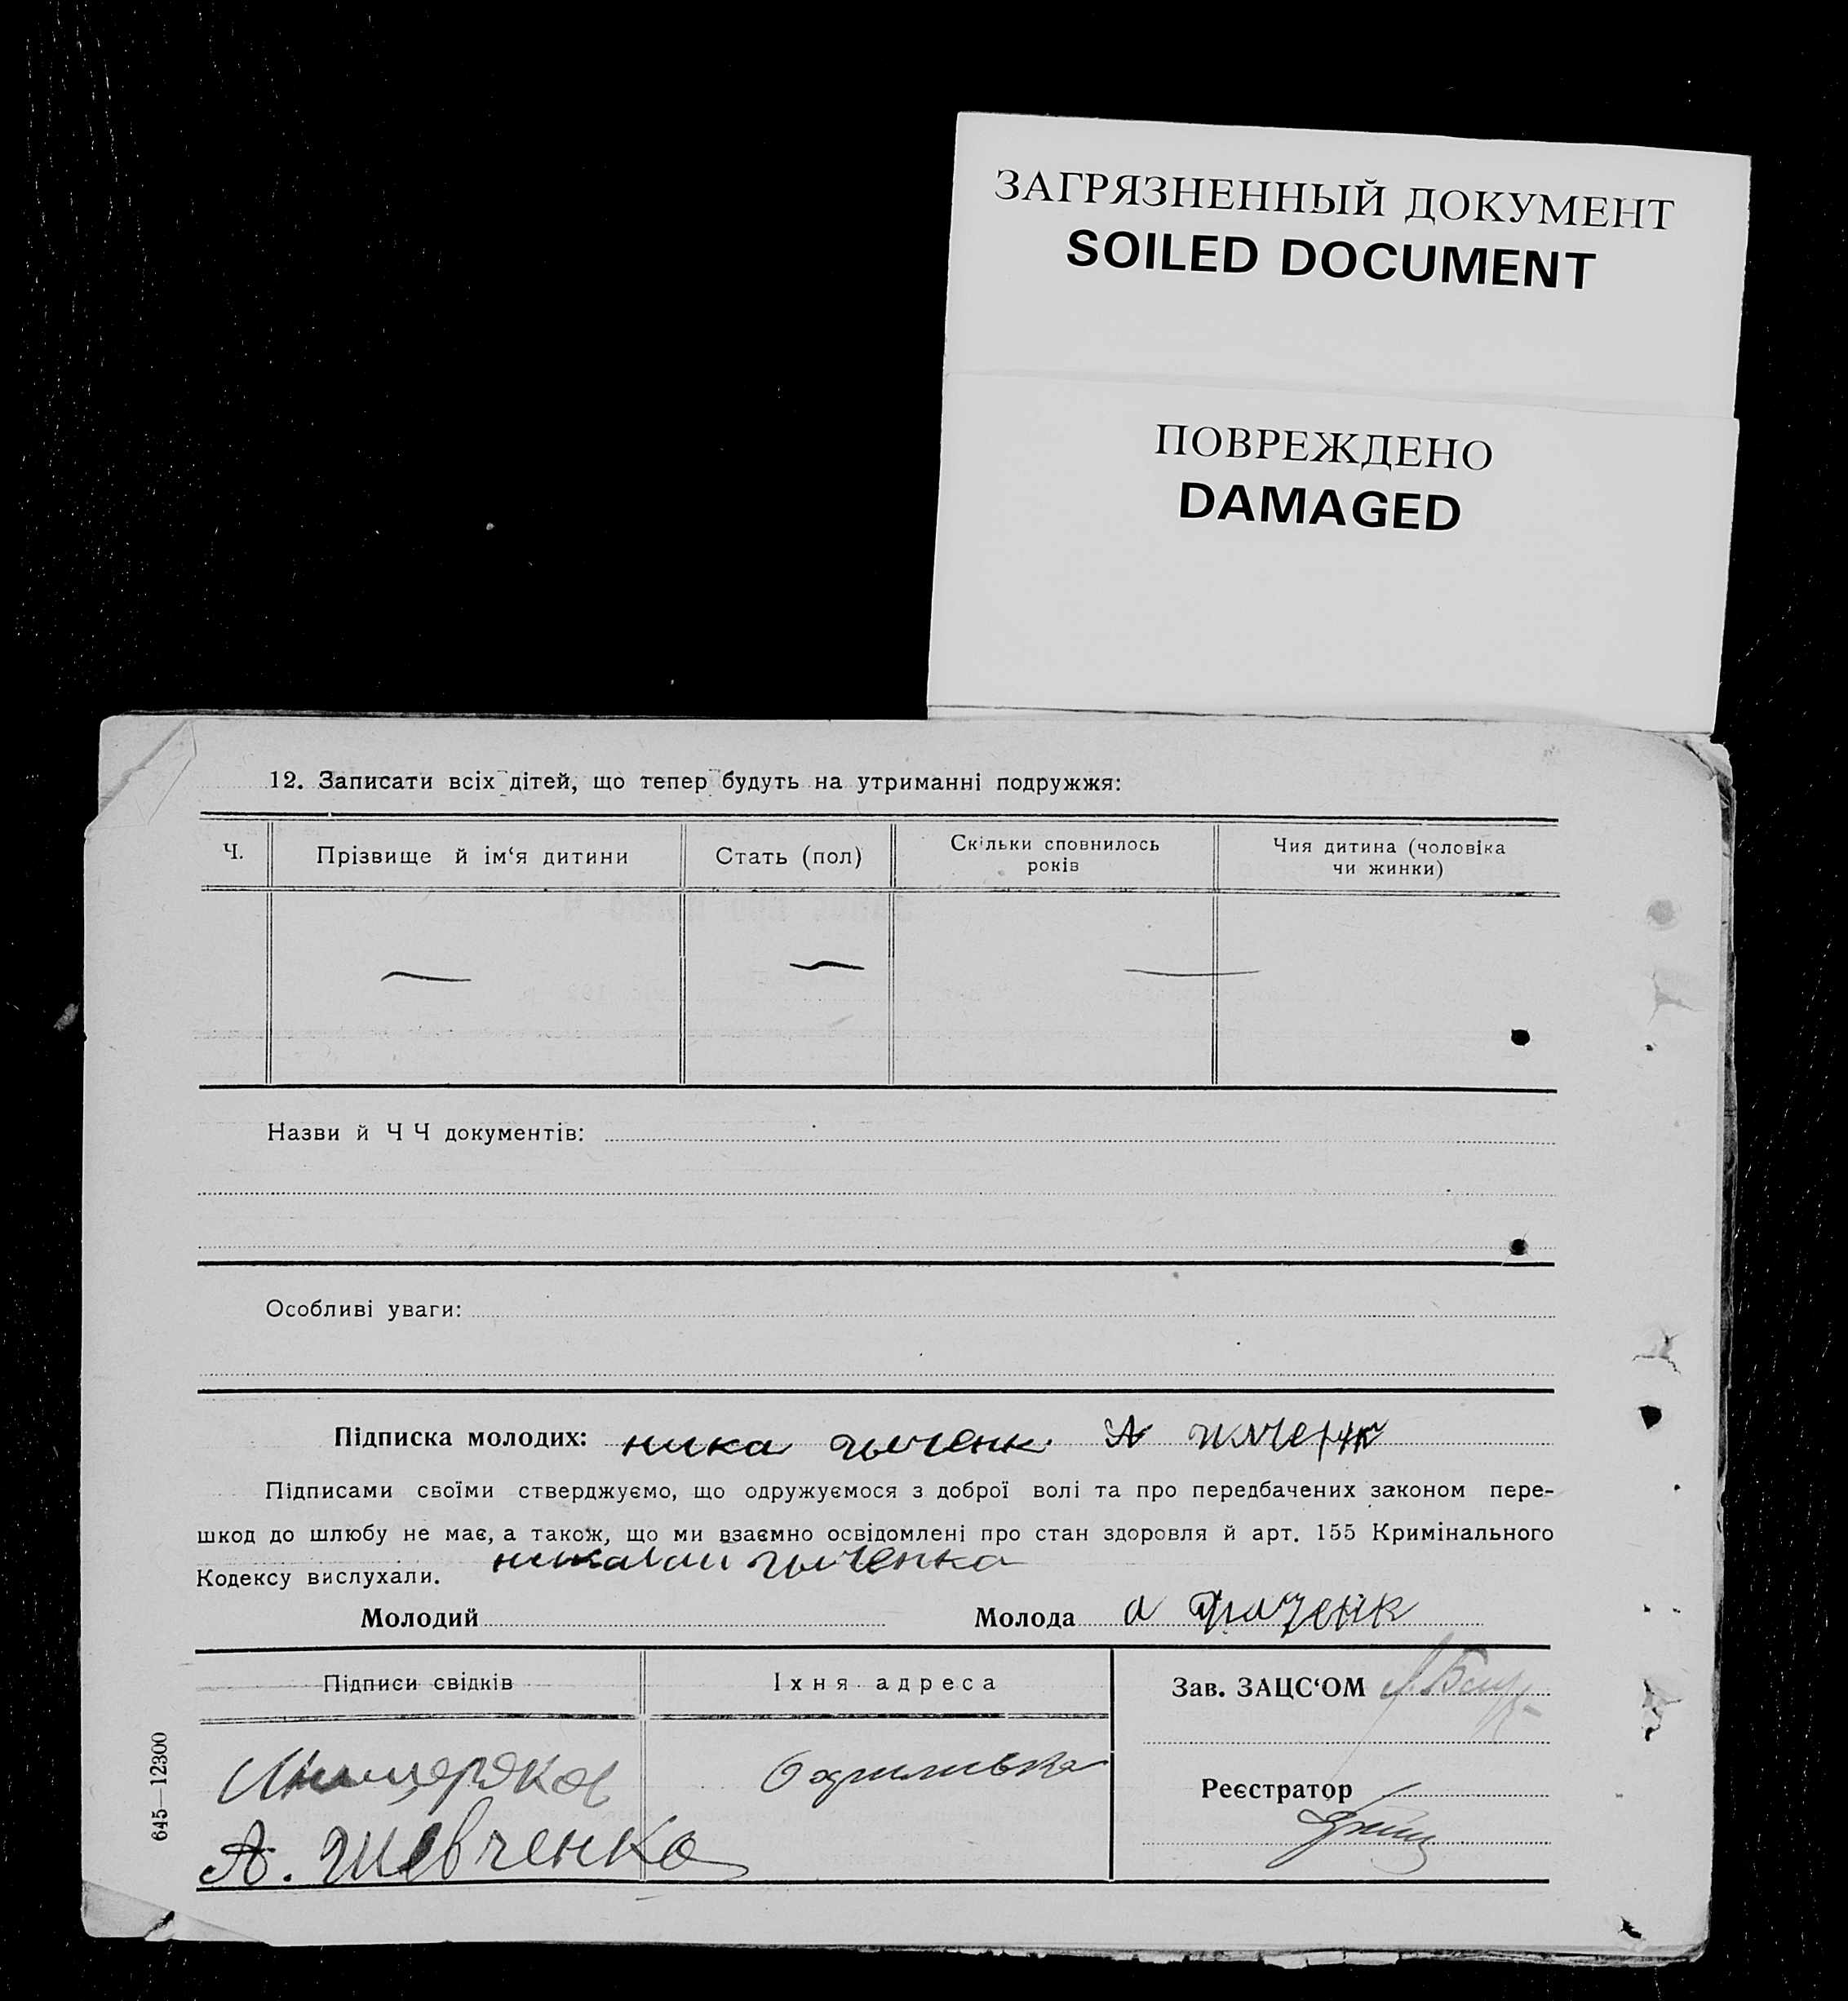 ЗАГРЯЗНЕННЫЙ ДОКУМЕНТ
SOILED DOCUMENT
ПОВРЕЖДЕНО
DAMAGED
12. Записати всіх дітей, що тепер будуть на утриманні подружжя:
Ч.
Прізвище й ім‘я дитини
Стать (пол)
Скільки сповнилось
років
Чия дитина (чоловіка
чи жинки)
Назви й Ч Ч документів:
Особливі уваги:
Підписка молодих:
Підписами своїми стверджуємо, що одружуємося з доброї волі та про передбачених законом пере-
шкод до шлюбу не має, а також, що ми взаємно освідомлені про стан здоровля й арт. 155 Кримінального
Кодексу вислухали.
Молодий
Молода
Підписи свідків
Іхня адреса
Зав. ЗАЦС‘ОМ
Реєстратор
А. Шевченко
645—12300